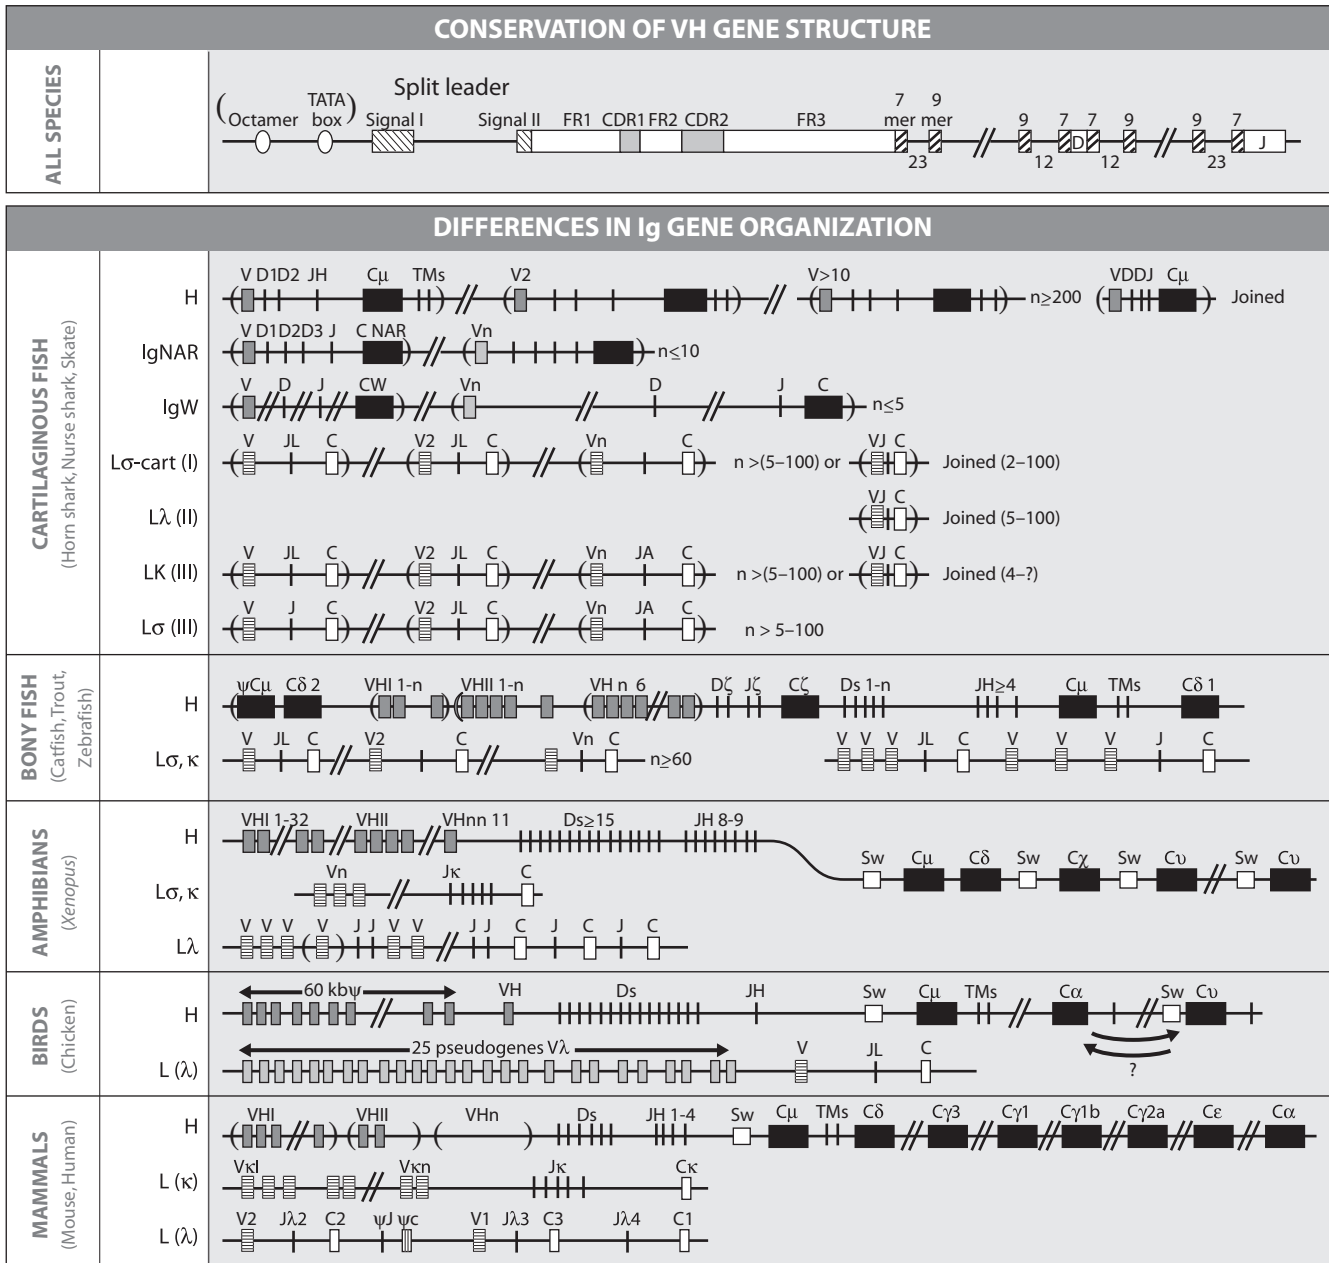 CONSERVATION OF VH GENE STRUCTURE
ALL SPECIES
Split leader
( Octamer TATA box ) Signal I Signal II FR1 CDR1 FR2 CDR2 FR3 7 mer 9 mer 9 7 7 9 9 7
D J
23 12 12 23
DIFFERENCES IN Ig GENE ORGANIZATION
CARTILAGINOUS FISH
(Horn shark, Nurse shark, Skate)
V D1D2 JH Cμ TMs V2 V>10 VDDJ Cμ
H n≥200 Joined
V D1D2D3 J C NAR Vn
IgNAR n≤10
V D J CW Vn D J C
IgW n≤5
V JL C V2 JL C Vn C VJ C
Lσ-cart (I) n >(5–100) or Joined (2–100)
VJ C
Lλ (II) Joined (5–100)
V JL C V2 JL C Vn JA C VJ C
LK (III) n >(5–100) or Joined (4–?)
V J C V2 JL C Vn JA C
Lσ (III) n > 5–100
BONY FISH
(Catfish, Trout, Zebrafish)
ψCμ Cδ 2 VHI 1-n VHII 1-n VH n 6 Dζ Jζ Cζ Ds 1-n JH≥4 Cμ TMs Cδ 1
H
V JL C V2 C Vn C V V V JL C V V V J C
Lσ, κ n≥60
AMPHIBIANS
(Xenopus)
VHI 1-32 VHII VHnn 11 Ds≥15 JH 8-9
H
Sw Cμ Cδ Sw Cχ Sw Cυ Sw Cυ
Vn Jκ C
Lσ, κ
V V V V J J V V J J C J C J C
Lλ
BIRDS
(Chicken)
60 kbψ VH Ds JH Sw Cμ TMs Cα Sw Cυ
H
?
25 pseudogenes Vλ V JL C
L (λ)
MAMMALS
(Mouse, Human)
VHI VHII VHn Ds JH 1-4 Sw Cμ TMs Cδ Cγ3 Cγ1 Cγ1b Cγ2a Cε Cα
H
VκI Vκn Jκ Cκ
L (κ)
V2 Jλ2 C2 ψJ ψc V1 Jλ3 C3 Jλ4 C1
L (λ)